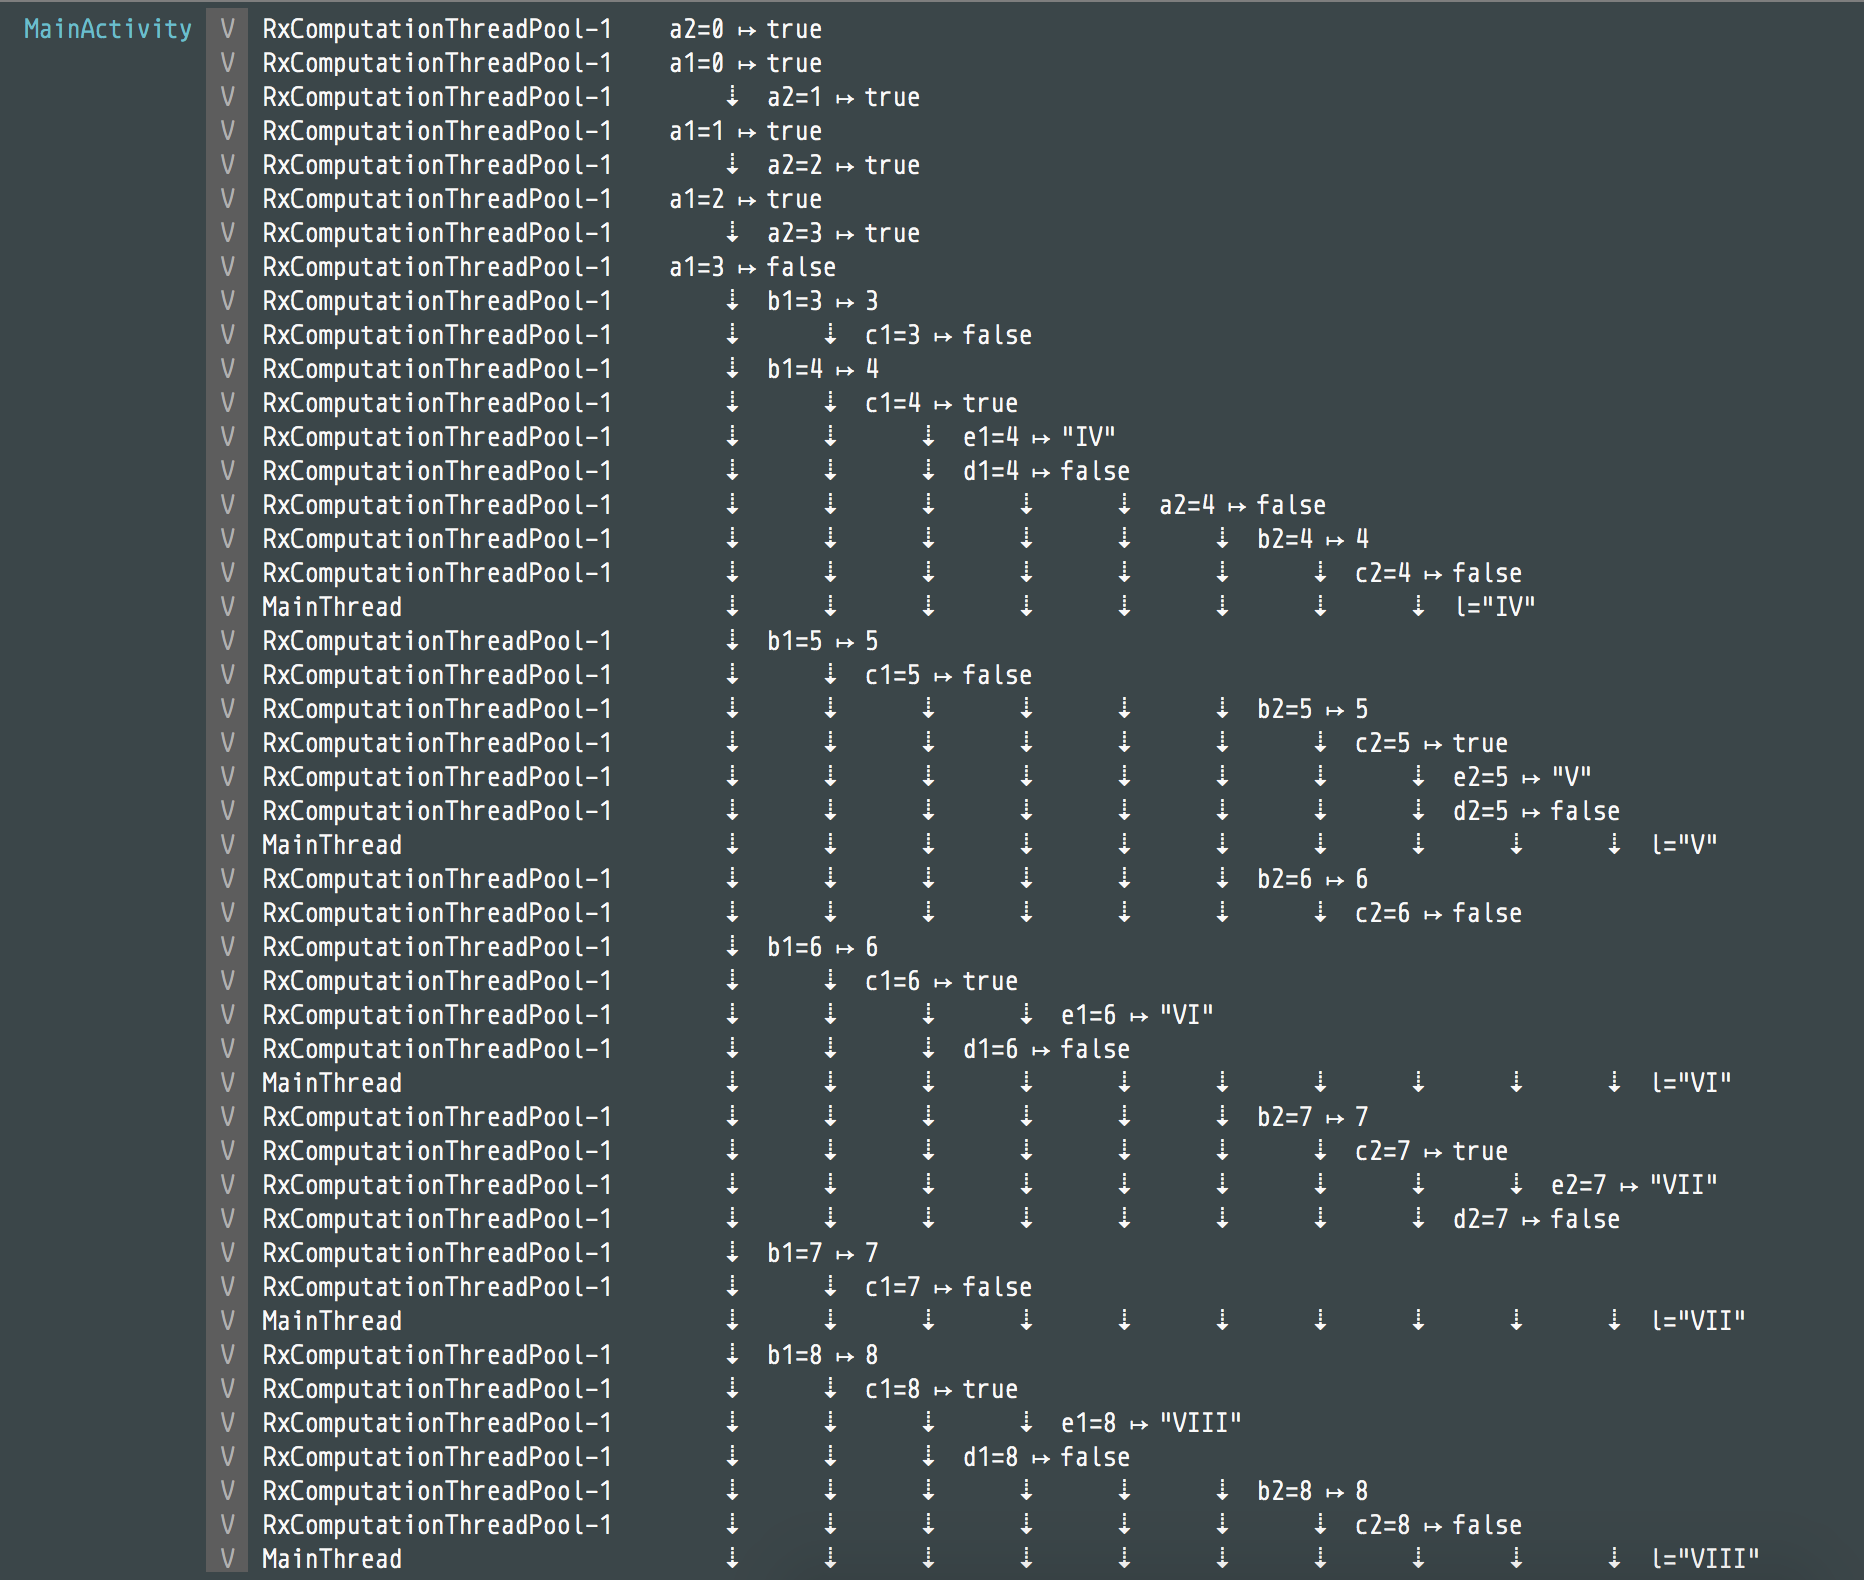 MainActivity V RxComputationThreadPool-1 a2=0 ↦ true
V RxComputationThreadPool-1 a1=0 ↦ true
V RxComputationThreadPool-1 ⇣ a2=1 ↦ true
V RxComputationThreadPool-1 a1=1 ↦ true
V RxComputationThreadPool-1 ⇣ a2=2 ↦ true
V RxComputationThreadPool-1 a1=2 ↦ true
V RxComputationThreadPool-1 ⇣ a2=3 ↦ true
V RxComputationThreadPool-1 a1=3 ↦ false
V RxComputationThreadPool-1 ⇣ b1=3 ↦ 3
V RxComputationThreadPool-1 ⇣ ⇣ c1=3 ↦ false
V RxComputationThreadPool-1 ⇣ b1=4 ↦ 4
V RxComputationThreadPool-1 ⇣ ⇣ c1=4 ↦ true
V RxComputationThreadPool-1 ⇣ ⇣ ⇣ e1=4 ↦ "IV"
V RxComputationThreadPool-1 ⇣ ⇣ ⇣ d1=4 ↦ false
V RxComputationThreadPool-1 ⇣ ⇣ ⇣ ⇣ ⇣ a2=4 ↦ false
V RxComputationThreadPool-1 ⇣ ⇣ ⇣ ⇣ ⇣ ⇣ b2=4 ↦ 4
V RxComputationThreadPool-1 ⇣ ⇣ ⇣ ⇣ ⇣ ⇣ ⇣ c2=4 ↦ false
V MainThread ⇣ ⇣ ⇣ ⇣ ⇣ ⇣ ⇣ ⇣ l="IV"
V RxComputationThreadPool-1 ⇣ b1=5 ↦ 5
V RxComputationThreadPool-1 ⇣ ⇣ c1=5 ↦ false
V RxComputationThreadPool-1 ⇣ ⇣ ⇣ ⇣ ⇣ ⇣ b2=5 ↦ 5
V RxComputationThreadPool-1 ⇣ ⇣ ⇣ ⇣ ⇣ ⇣ ⇣ c2=5 ↦ true
V RxComputationThreadPool-1 ⇣ ⇣ ⇣ ⇣ ⇣ ⇣ ⇣ ⇣ e2=5 ↦ "V"
V RxComputationThreadPool-1 ⇣ ⇣ ⇣ ⇣ ⇣ ⇣ ⇣ ⇣ d2=5 ↦ false
V MainThread ⇣ ⇣ ⇣ ⇣ ⇣ ⇣ ⇣ ⇣ ⇣ ⇣ l="V"
V RxComputationThreadPool-1 ⇣ ⇣ ⇣ ⇣ ⇣ ⇣ b2=6 ↦ 6
V RxComputationThreadPool-1 ⇣ ⇣ ⇣ ⇣ ⇣ ⇣ ⇣ c2=6 ↦ false
V RxComputationThreadPool-1 ⇣ b1=6 ↦ 6
V RxComputationThreadPool-1 ⇣ ⇣ c1=6 ↦ true
V RxComputationThreadPool-1 ⇣ ⇣ ⇣ ⇣ e1=6 ↦ "VI"
V RxComputationThreadPool-1 ⇣ ⇣ ⇣ d1=6 ↦ false
V MainThread ⇣ ⇣ ⇣ ⇣ ⇣ ⇣ ⇣ ⇣ ⇣ ⇣ l="VI"
V RxComputationThreadPool-1 ⇣ ⇣ ⇣ ⇣ ⇣ ⇣ b2=7 ↦ 7
V RxComputationThreadPool-1 ⇣ ⇣ ⇣ ⇣ ⇣ ⇣ ⇣ c2=7 ↦ true
V RxComputationThreadPool-1 ⇣ ⇣ ⇣ ⇣ ⇣ ⇣ ⇣ ⇣ ⇣ e2=7 ↦ "VII"
V RxComputationThreadPool-1 ⇣ ⇣ ⇣ ⇣ ⇣ ⇣ ⇣ ⇣ d2=7 ↦ false
V RxComputationThreadPool-1 ⇣ b1=7 ↦ 7
V RxComputationThreadPool-1 ⇣ ⇣ c1=7 ↦ false
V MainThread ⇣ ⇣ ⇣ ⇣ ⇣ ⇣ ⇣ ⇣ ⇣ ⇣ l="VII"
V RxComputationThreadPool-1 ⇣ b1=8 ↦ 8
V RxComputationThreadPool-1 ⇣ ⇣ c1=8 ↦ true
V RxComputationThreadPool-1 ⇣ ⇣ ⇣ ⇣ e1=8 ↦ "VIII"
V RxComputationThreadPool-1 ⇣ ⇣ ⇣ d1=8 ↦ false
V RxComputationThreadPool-1 ⇣ ⇣ ⇣ ⇣ ⇣ ⇣ b2=8 ↦ 8
V RxComputationThreadPool-1 ⇣ ⇣ ⇣ ⇣ ⇣ ⇣ ⇣ c2=8 ↦ false
V MainThread ⇣ ⇣ ⇣ ⇣ ⇣ ⇣ ⇣ ⇣ ⇣ ⇣ l="VIII"